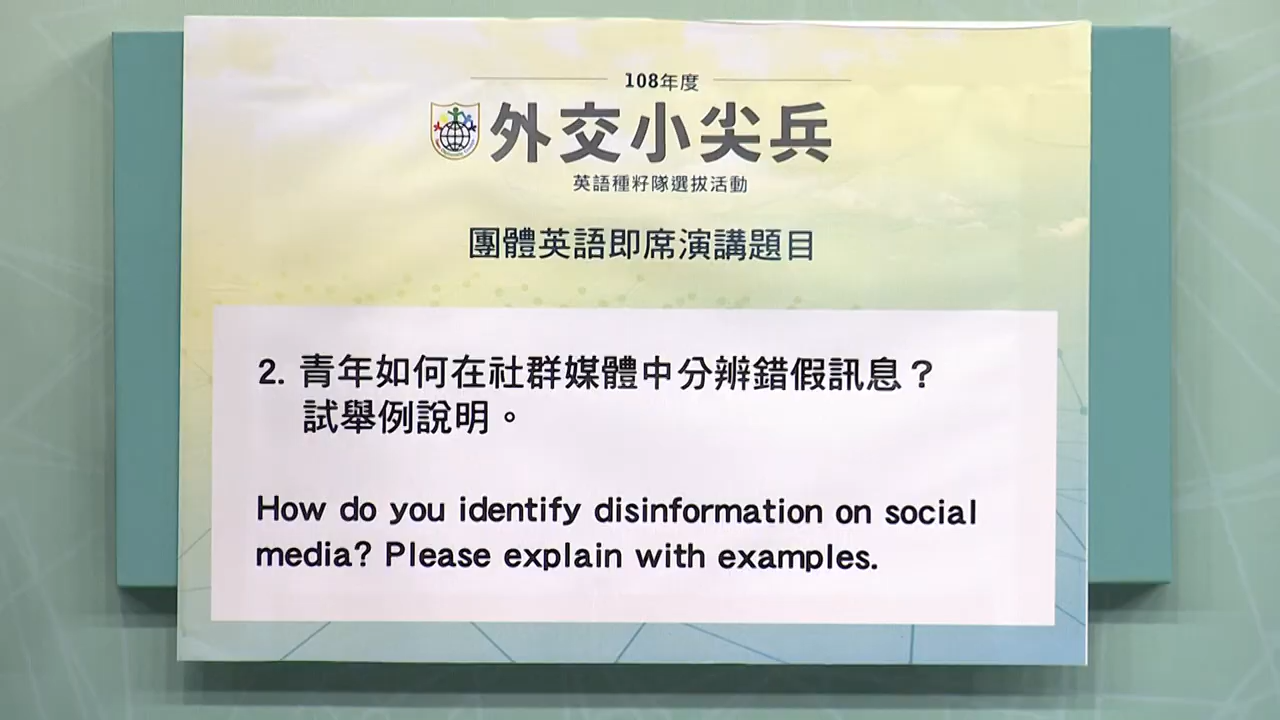 108年度
外交小尖兵
英語種籽隊選拔活動
團體英語即席演講題目
2. 青年如何在社群媒體中分辨錯假訊息？
試舉例說明。
How do you identify disinformation on social
media? Please explain with examples.